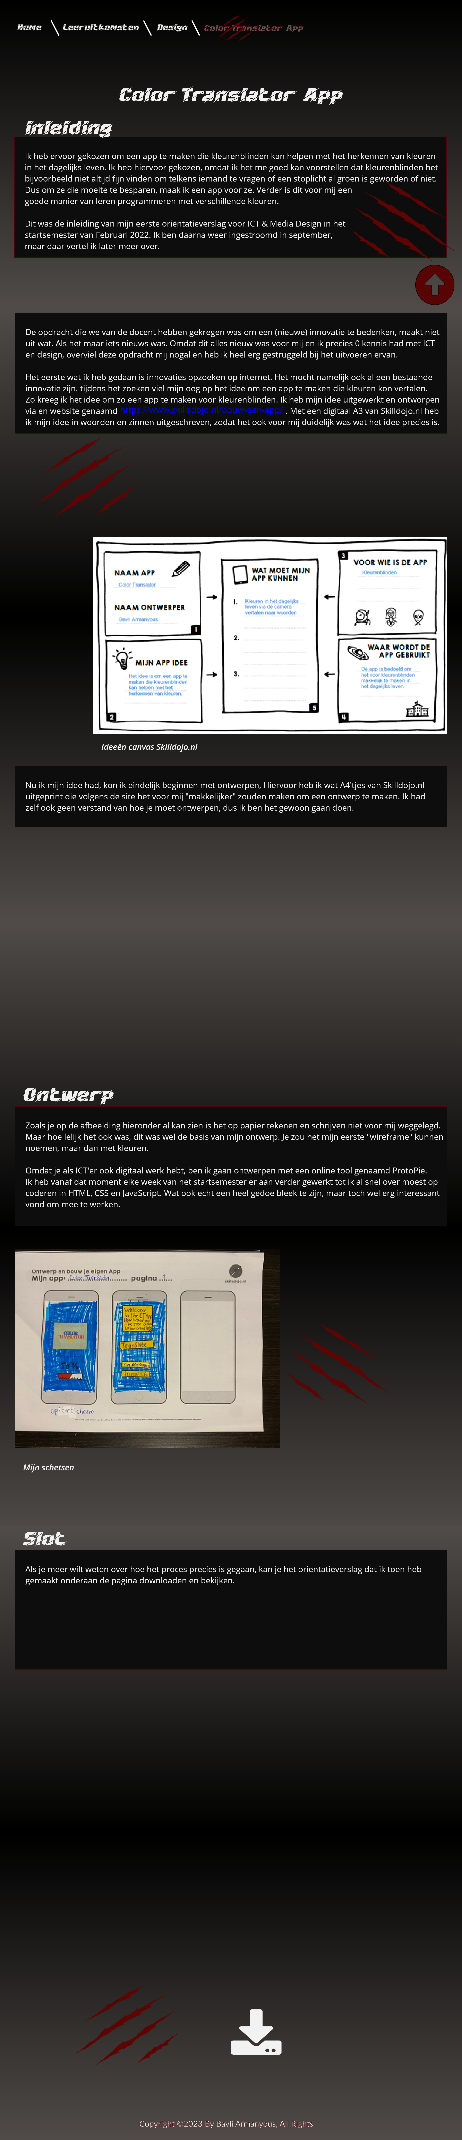 Home \ Leeruitkomsten \ Design \ Color Translator App
Color Translator App
inleiding
Ik heb ervoor gekozen om een app te maken die kleurenblinden kan helpen met het herkennen van kleuren
in het dagelijks leven. Ik heb hiervoor gekozen, omdat ik het me goed kan voorstellen dat kleurenblinden het
bijvoorbeeld niet altijd fijn vinden om telkens iemand te vragen of een stoplicht al groen is geworden of niet.
Dus om ze die moeite te besparen, maak ik een app voor ze. Verder is dit voor mij een
goede manier van leren programmeren met verschillende kleuren.
Dit was de inleiding van mijn eerste orientatieverslag voor ICT & Media Design in het
startsemester van Februari 2022. Ik ben daarna weer ingestroomd in september,
maar daar vertel ik later meer over.
De opdracht die we van de docent hebben gekregen was om een (nieuwe) innovatie te bedenken, maakt niet
uit wat. Als het maar iets nieuws was. Omdat dit alles nieuw was voor mij en ik precies 0 kennis had met ICT
en design, overviel deze opdracht mij nogal en heb ik heel erg gestruggeld bij het uitvoeren ervan.
Het eerste wat ik heb gedaan is innovaties opzoeken op internet. Het mocht namelijk ook al een bestaande
innovatie zijn. tijdens het zoeken viel mijn oog op het idee om een app te maken die kleuren kon vertalen.
Zo kreeg ik het idee om zo een app te maken voor kleurenblinden. Ik heb mijn idee uitgewerkt en ontworpen
via en website genaamd . Met een digitaal A3 van Skilldojo.nl heb
ik mijn idee in woorden en zinnen uitgeschreven, zodat het ook voor mij duidelijk was wat het idee precies is.
NAAM APP
Color Translator
NAAM ONTWERPER
Bavli Armanyous
1
WAT MOET MIJN
APP KUNNEN
1.
Kleuren in het dagelijks
leven via de camera
vertalen naar woorden
2.
3.
5
3
VOOR WIE IS DE APP
Kleurenblinden
MIJN APP IDEE
Het idee is om een app te
maken die kleurenblinden
kan helpen met het
herkennen van kleuren.
2
WAAR WORDT DE
APP GEBRUIKT
De app is bedoeld om
het voor kleurenblinden
makkelijk te maken in
het dagelijks leven
4
Ideeën canvas Skilldojo.nl
Nu ik mijn idee had, kon ik eindelijk beginnen met ontwerpen. Hiervoor heb ik wat A4'tjes van Skilldojo.nl
uitgeprint die volgens de site het voor mij "makkelijker" zouden maken om een ontwerp te maken. Ik had
zelf ook geen verstand van hoe je moet ontwerpen, dus ik ben het gewoon gaan doen.
Ontwerp
Zoals je op de afbeelding hieronder al kan zien is het op papier tekenen en schrijven niet voor mij weggelegd.
Maar hoe lelijk het ook was, dit was wel de basis van mijn ontwerp. Je zou het mijn eerste "wireframe" kunnen
noemen, maar dan met kleuren.
Omdat je als ICT'er ook digitaal werk hebt, ben ik gaan ontwerpen met een online tool genaamd ProtoPie.
Ik heb vanaf dat moment elke week van het startsemester er aan verder gewerkt tot ik al snel over moest op
coderen in HTML, CSS en JavaScript. Wat ook echt een heel gedoe bleek te zijn, maar toch wel erg interessant
vond om mee te werken.
Ontwerp en bouw je eigen App
Mijn app: Color Translator pagina 1
Mijn schetsen
Slot
Als je meer wilt weten over hoe het proces precies is gegaan, kan je het orientatieverslag dat ik toen heb
gemaakt onderaan de pagina downloaden en bekijken.
Copyright ©2023 By Bavli Armanyous, All Rights